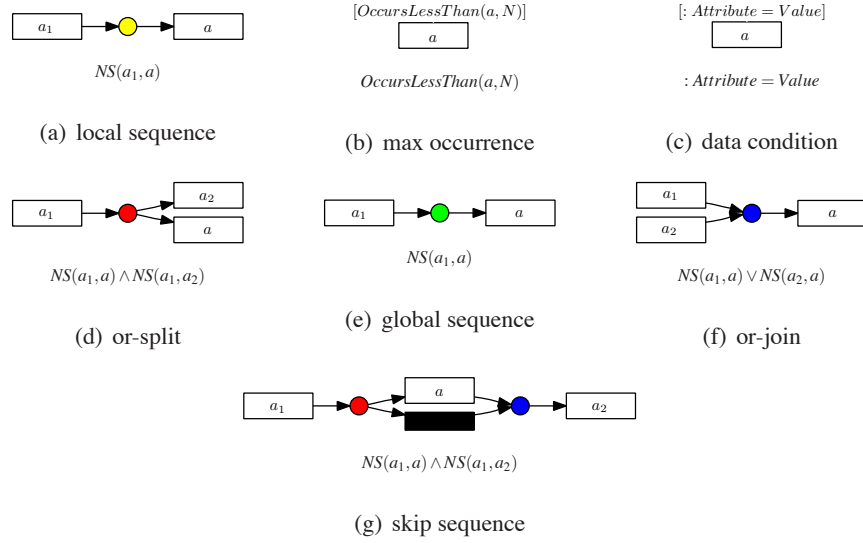 a₁ a
NS(a₁,a)
(a) local sequence
[OccursLessThan(a, N)]
a
OccursLessThan(a, N)
(b) max occurrence
[: Attribute = Value]
a
: Attribute = Value
(c) data condition
a₁ a₂
a
NS(a₁,a) ∧ NS(a₁,a₂)
(d) or-split
a₁ a
NS(a₁,a)
(e) global sequence
a₁
a₂ a
NS(a₁,a) ∨ NS(a₂,a)
(f) or-join
a₁ a a₂
NS(a₁,a) ∧ NS(a₁,a₂)
(g) skip sequence